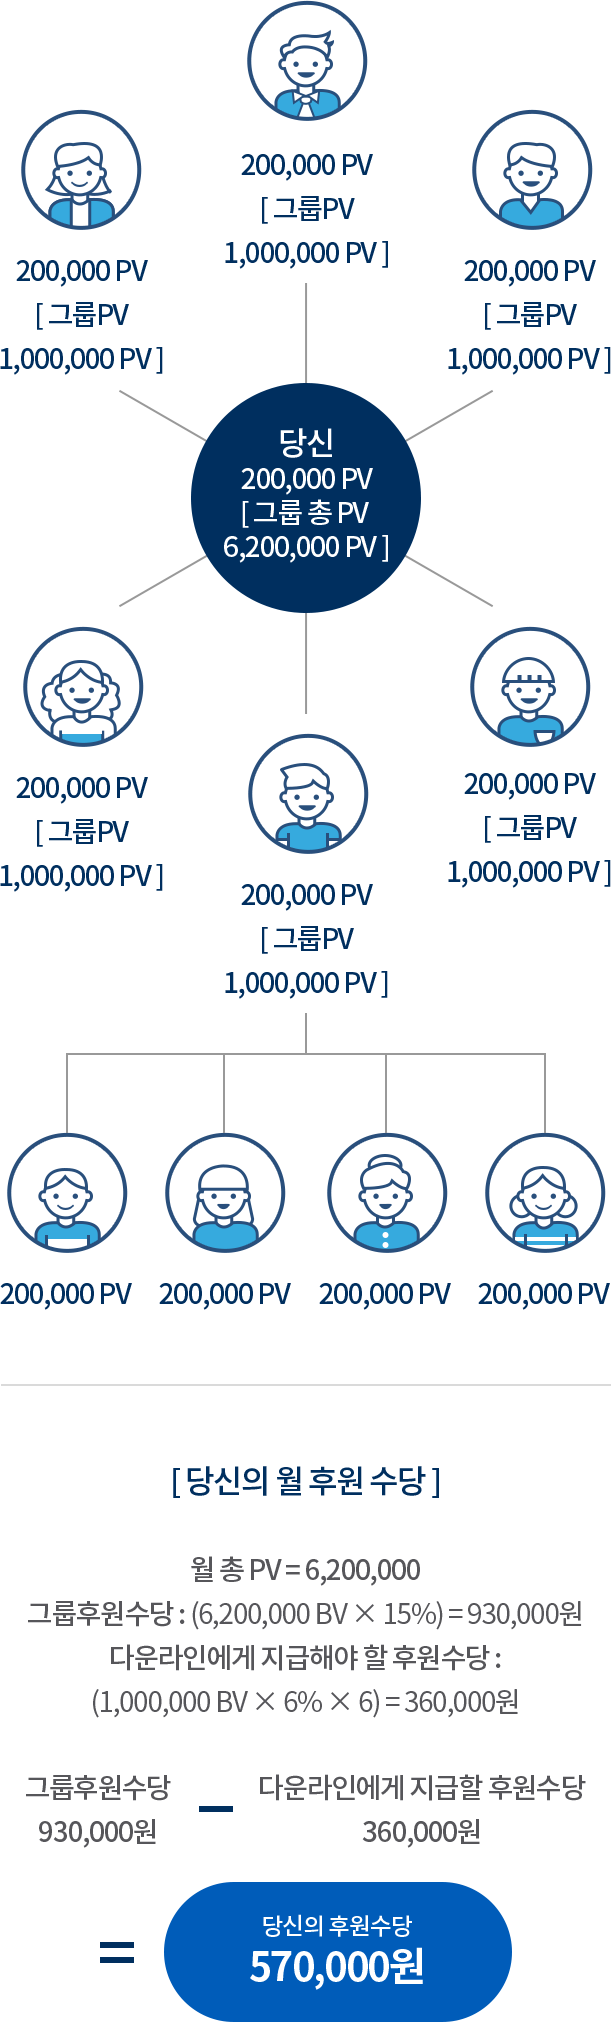 200,000 PV
[ 그룹PV
1,000,000 PV ]
200,000 PV
[ 그룹PV
1,000,000 PV ]
200,000 PV
[ 그룹PV
1,000,000 PV ]
당신
200,000 PV
[ 그룹 총 PV
6,200,000 PV ]
200,000 PV
[ 그룹PV
1,000,000 PV ]
200,000 PV
[ 그룹PV
1,000,000 PV ]
200,000 PV
[ 그룹PV
1,000,000 PV ]
200,000 PV
200,000 PV
200,000 PV
200,000 PV
[ 당신의 월 후원 수당 ]
월 총 PV = 6,200,000
그룹후원수당 : (6,200,000 BV × 15%) = 930,000원
다운라인에게 지급해야 할 후원수당 :
(1,000,000 BV × 6% × 6) = 360,000원
그룹후원수당
930,000원
−
다운라인에게 지급할 후원수당
360,000원
=
당신의 후원수당
570,000원